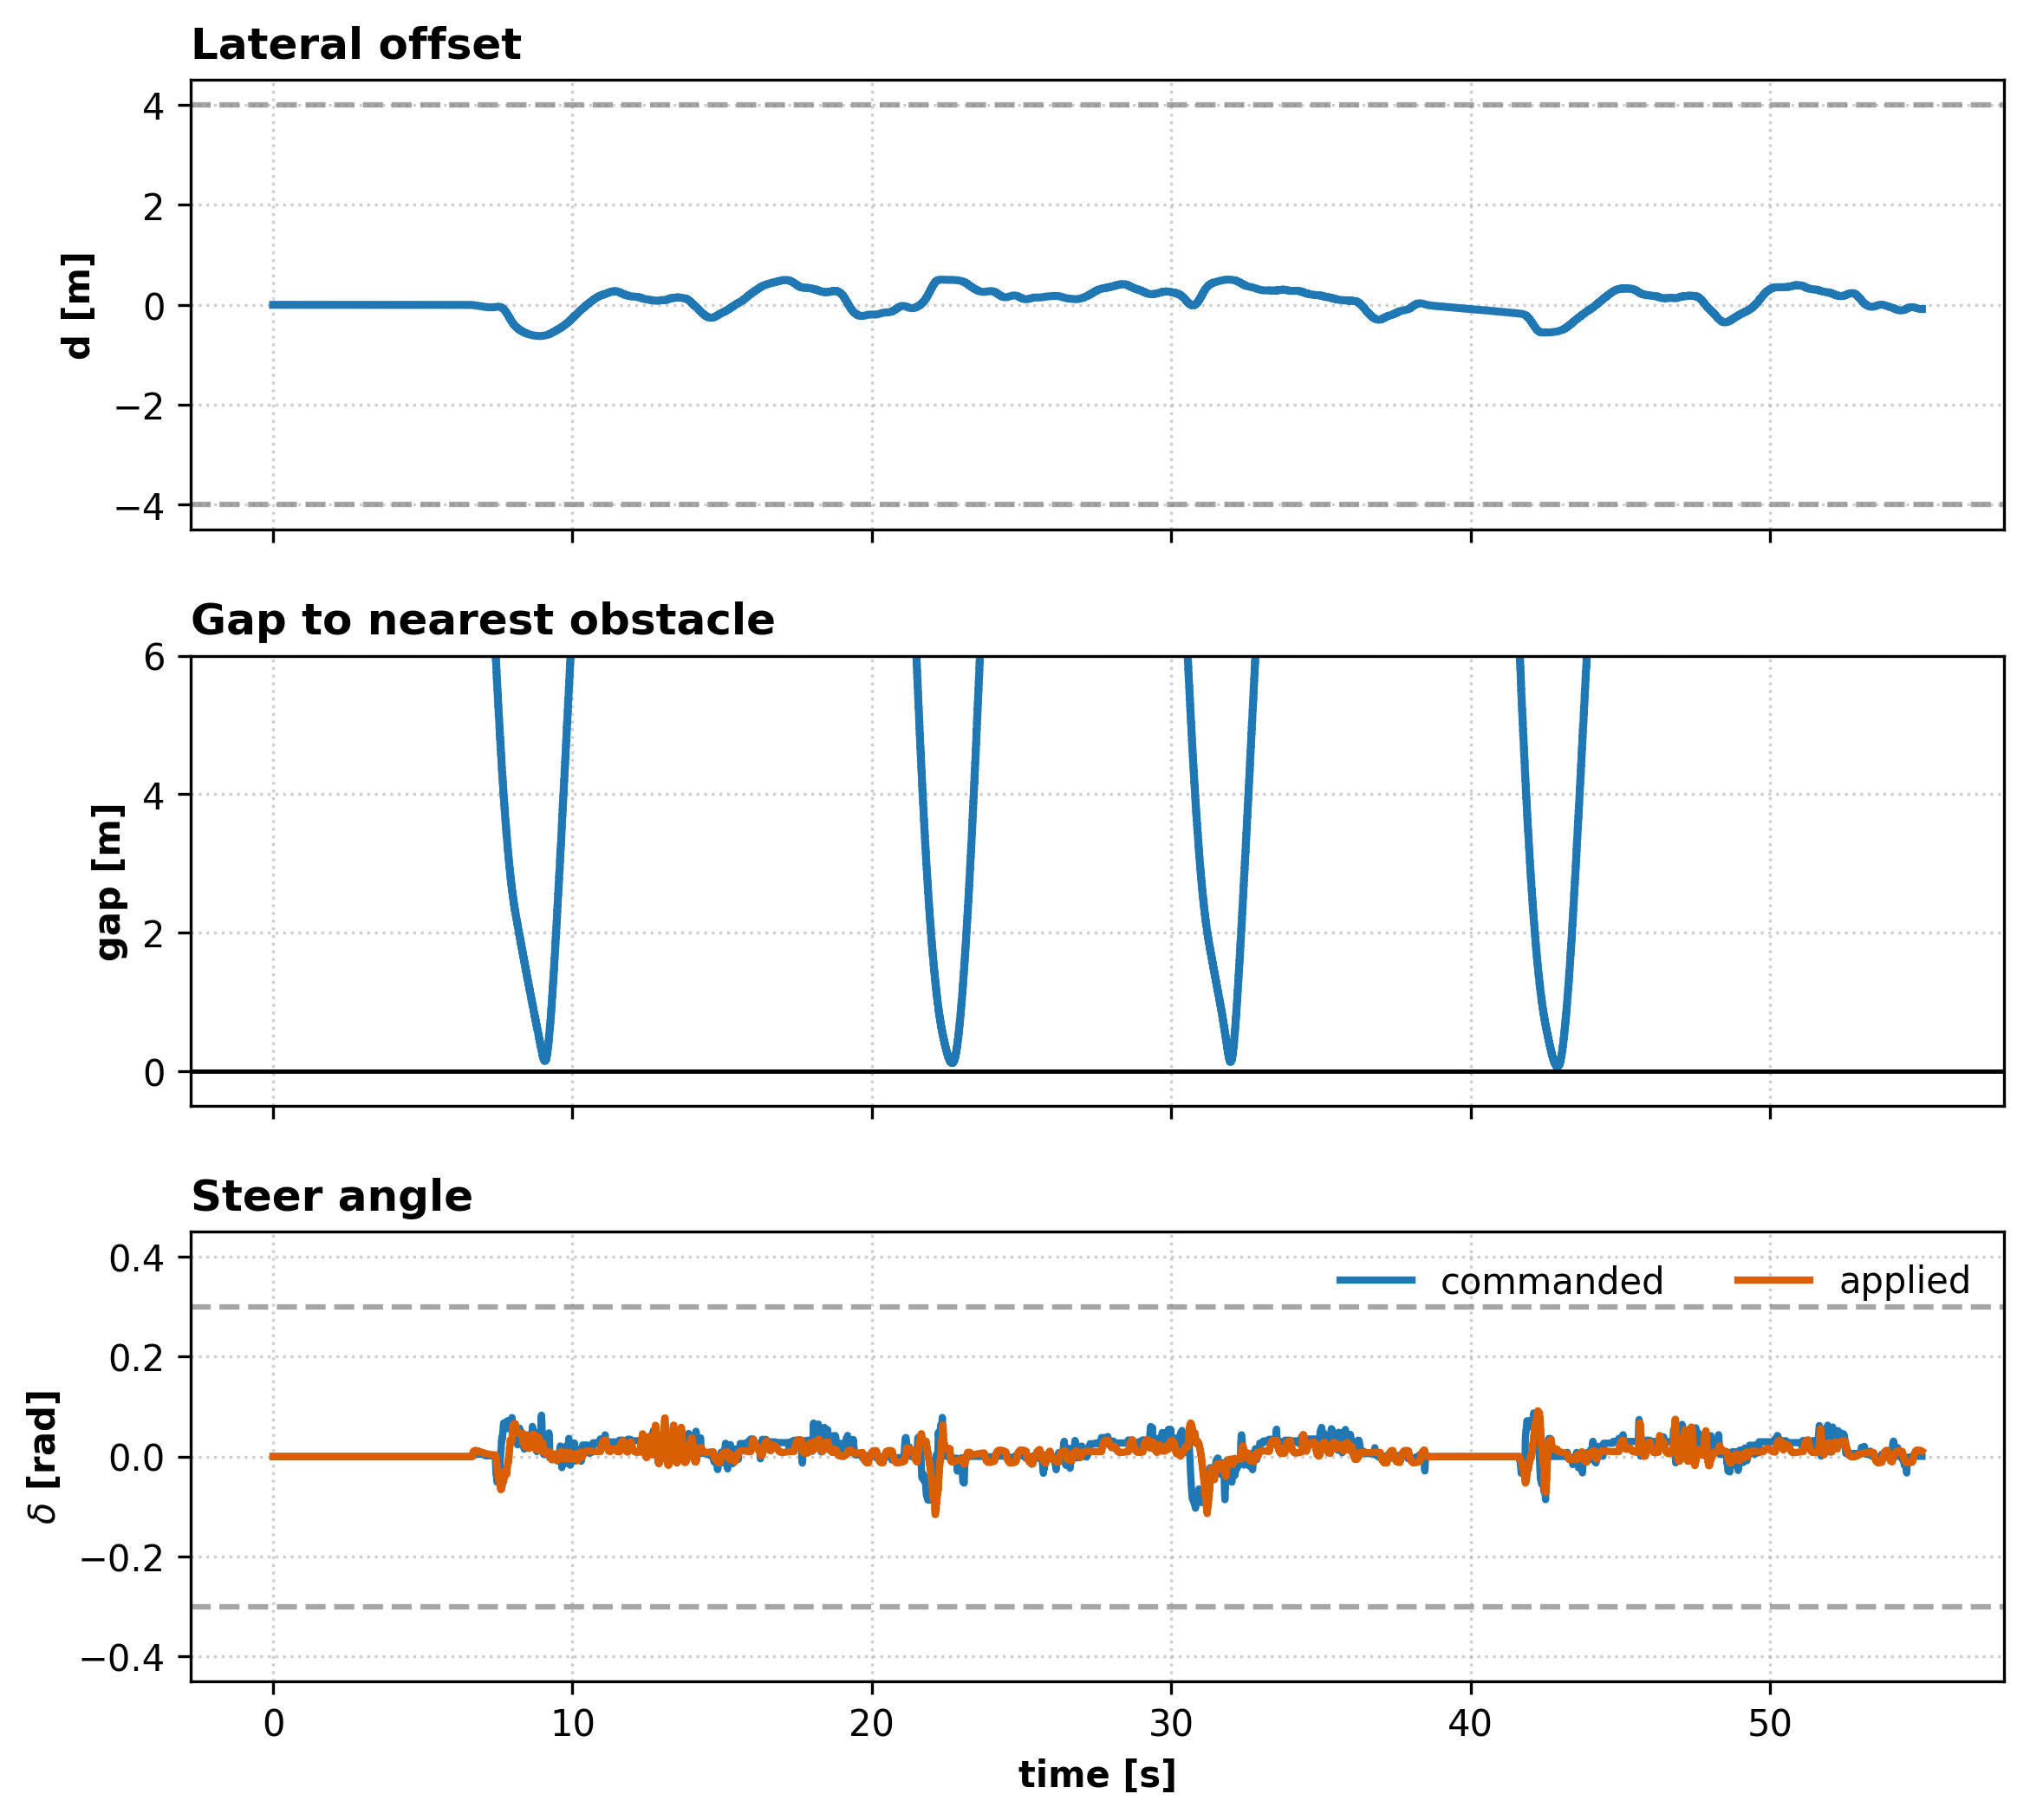 Lateral offset
4
2
0
−2
−4
d [m]
Gap to nearest obstacle
6
4
2
0
gap [m]
Steer angle
0.4
0.2
0.0
−0.2
−0.4
δ [rad]
commanded applied
0 10 20 30 40 50
time [s]